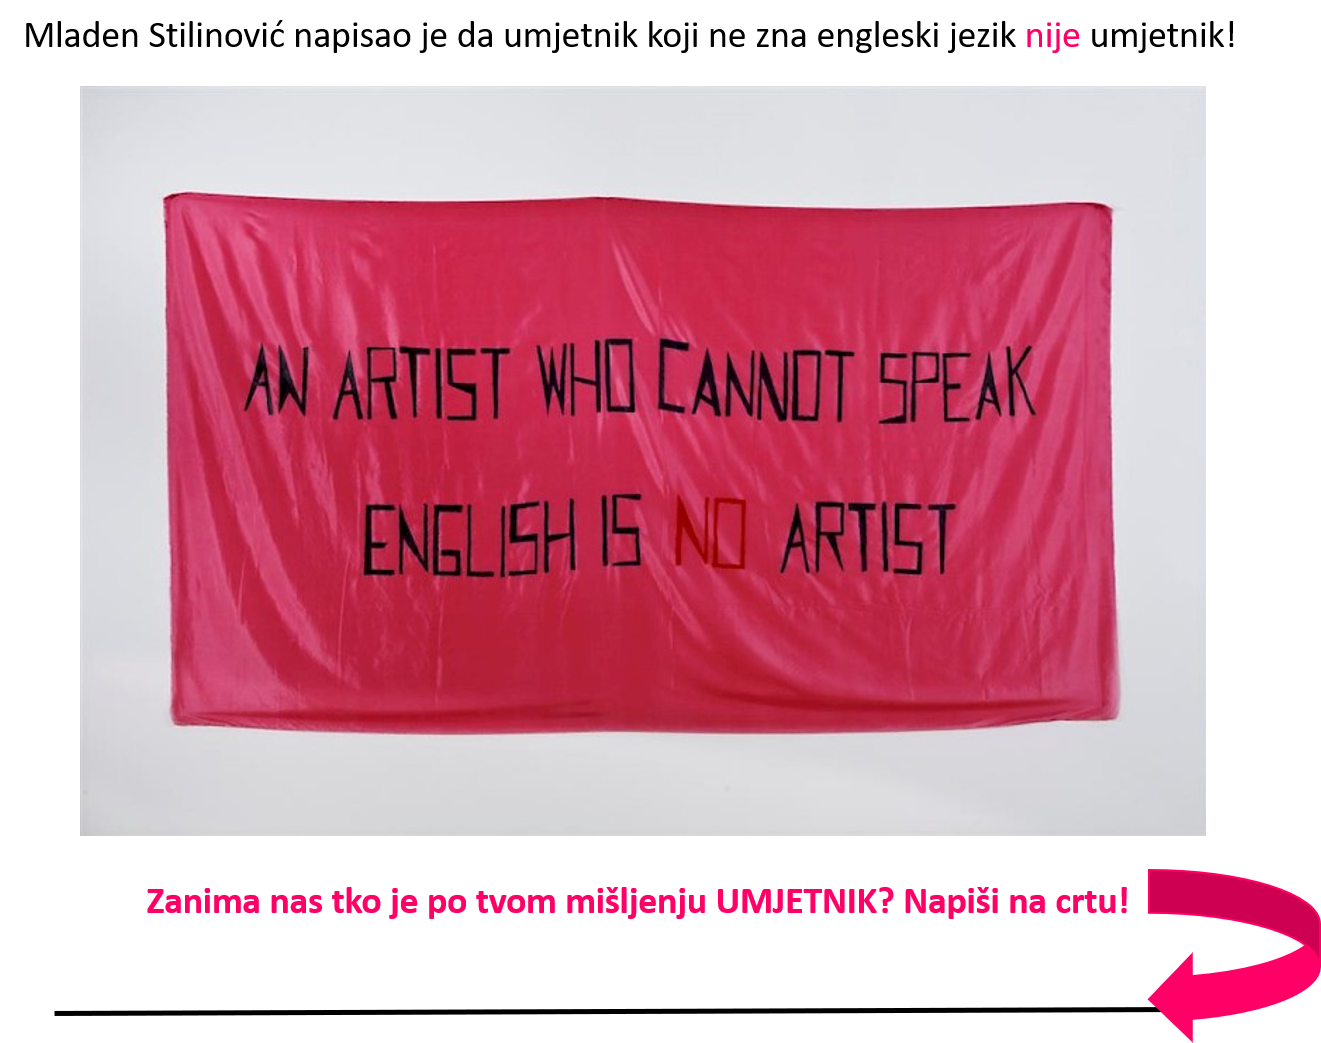 Mladen Stilinović napisao je da umjetnik koji ne zna engleski jezik nije umjetnik!
AN ARTIST WHO CANNOT SPEAK
ENGLISH IS NO ARTIST
Zanima nas tko je po tvom mišljenju UMJETNIK? Napiši na crtu!